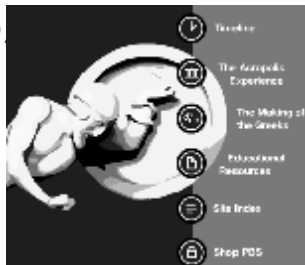 Timeline
The Acropolis
Experience
The Making of
the Greeks
Educational
Resources
Site Index
Shop PBS